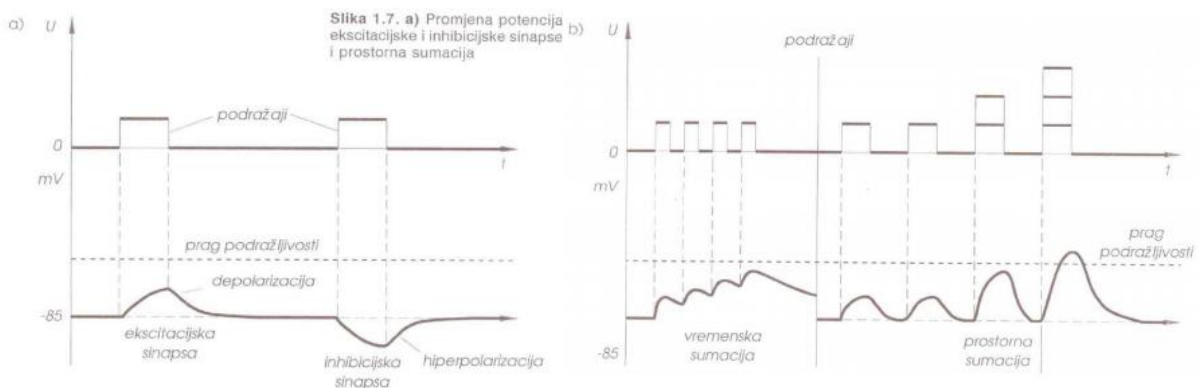 a)
U
Slika 1.7. a) Promjena potencija
ekscitacijske i inhibicijske sinapse
i prostorna sumacija
podražaji
0
mV
t
prag podražljivosti
depolarizacija
-85
ekscitacijska
sinapsa
inhibicijska
sinapsa
hiperpolarizacija
b)
U
podražaji
0
mV
t
prag
podražljivosti
vremenska
sumacija
prostorna
sumacija
-85